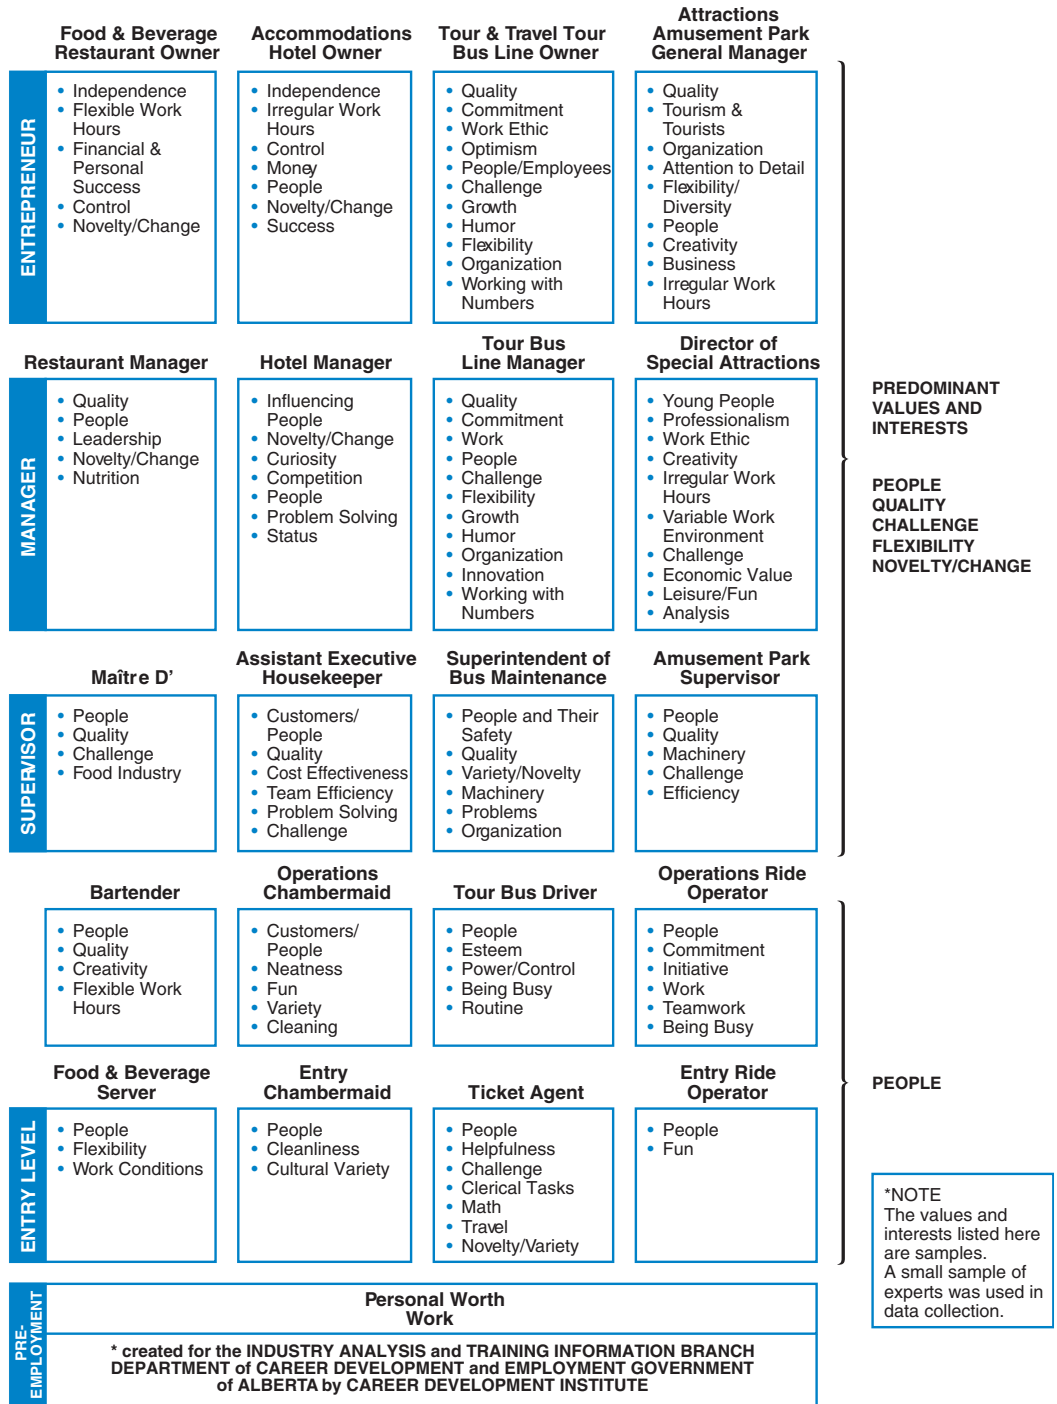 Food & Beverage
Restaurant Owner
Accommodations
Hotel Owner
Tour & Travel Tour
Bus Line Owner
Attractions
Amusement Park
General Manager
ENTREPRENEUR
• Independence
• Flexible Work
Hours
• Financial &
Personal
Success
• Control
• Novelty/Change
• Independence
• Irregular Work
Hours
• Control
• Money
• People
• Novelty/Change
• Success
• Quality
• Commitment
• Work Ethic
• Optimism
• People/Employees
• Challenge
• Growth
• Humor
• Flexibility
• Organization
• Working with
Numbers
• Quality
• Tourism &
Tourists
• Organization
• Attention to Detail
• Flexibility/
Diversity
• People
• Creativity
• Business
• Irregular Work
Hours
Restaurant Manager
Hotel Manager
Tour Bus
Line Manager
Director of
Special Attractions
MANAGER
• Quality
• People
• Leadership
• Novelty/Change
• Nutrition
• Influencing
People
• Novelty/Change
• Curiosity
• Competition
• People
• Problem Solving
• Status
• Quality
• Commitment
• Work
• People
• Challenge
• Flexibility
• Growth
• Humor
• Organization
• Innovation
• Working with
Numbers
• Young People
• Professionalism
• Work Ethic
• Creativity
• Irregular Work
Hours
• Variable Work
Environment
• Challenge
• Economic Value
• Leisure/Fun
• Analysis
PREDOMINANT
VALUES AND
INTERESTS
PEOPLE
QUALITY
CHALLENGE
FLEXIBILITY
NOVELTY/CHANGE
Maître D’
Assistant Executive
Housekeeper
Superintendent of
Bus Maintenance
Amusement Park
Supervisor
SUPERVISOR
• People
• Quality
• Challenge
• Food Industry
• Customers/
People
• Quality
• Cost Effectiveness
• Team Efficiency
• Problem Solving
• Challenge
• People and Their
Safety
• Quality
• Variety/Novelty
• Machinery
• Problems
• Organization
• People
• Quality
• Machinery
• Challenge
• Efficiency
Bartender
Operations
Chambermaid
Tour Bus Driver
Operations Ride
Operator
• People
• Quality
• Creativity
• Flexible Work
Hours
• Customers/
People
• Neatness
• Fun
• Variety
• Cleaning
• People
• Esteem
• Power/Control
• Being Busy
• Routine
• People
• Commitment
• Initiative
• Work
• Teamwork
• Being Busy
Food & Beverage
Server
Entry
Chambermaid
Ticket Agent
Entry Ride
Operator
PEOPLE
ENTRY LEVEL
• People
• Flexibility
• Work Conditions
• People
• Cleanliness
• Cultural Variety
• People
• Helpfulness
• Challenge
• Clerical Tasks
• Math
• Travel
• Novelty/Variety
• People
• Fun
*NOTE
The values and
interests listed here
are samples.
A small sample of
experts was used in
data collection.
PRE-
EMPLOYMENT
Personal Worth
Work
* created for the INDUSTRY ANALYSIS and TRAINING INFORMATION BRANCH
DEPARTMENT of CAREER DEVELOPMENT and EMPLOYMENT GOVERNMENT
of ALBERTA by CAREER DEVELOPMENT INSTITUTE